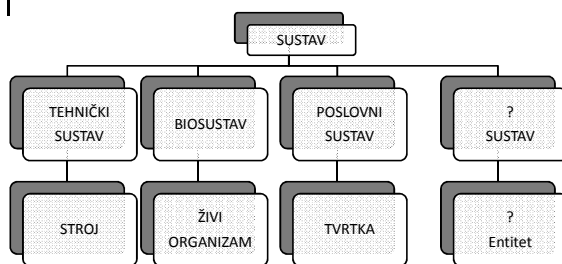 SUSTAV
TEHNIČKI
SUSTAV
BIOSUSTAV
POSLOVNI
SUSTAV
?
SUSTAV
STROJ
ŽIVI
ORGANIZAM
TVRTKA
?
Entitet